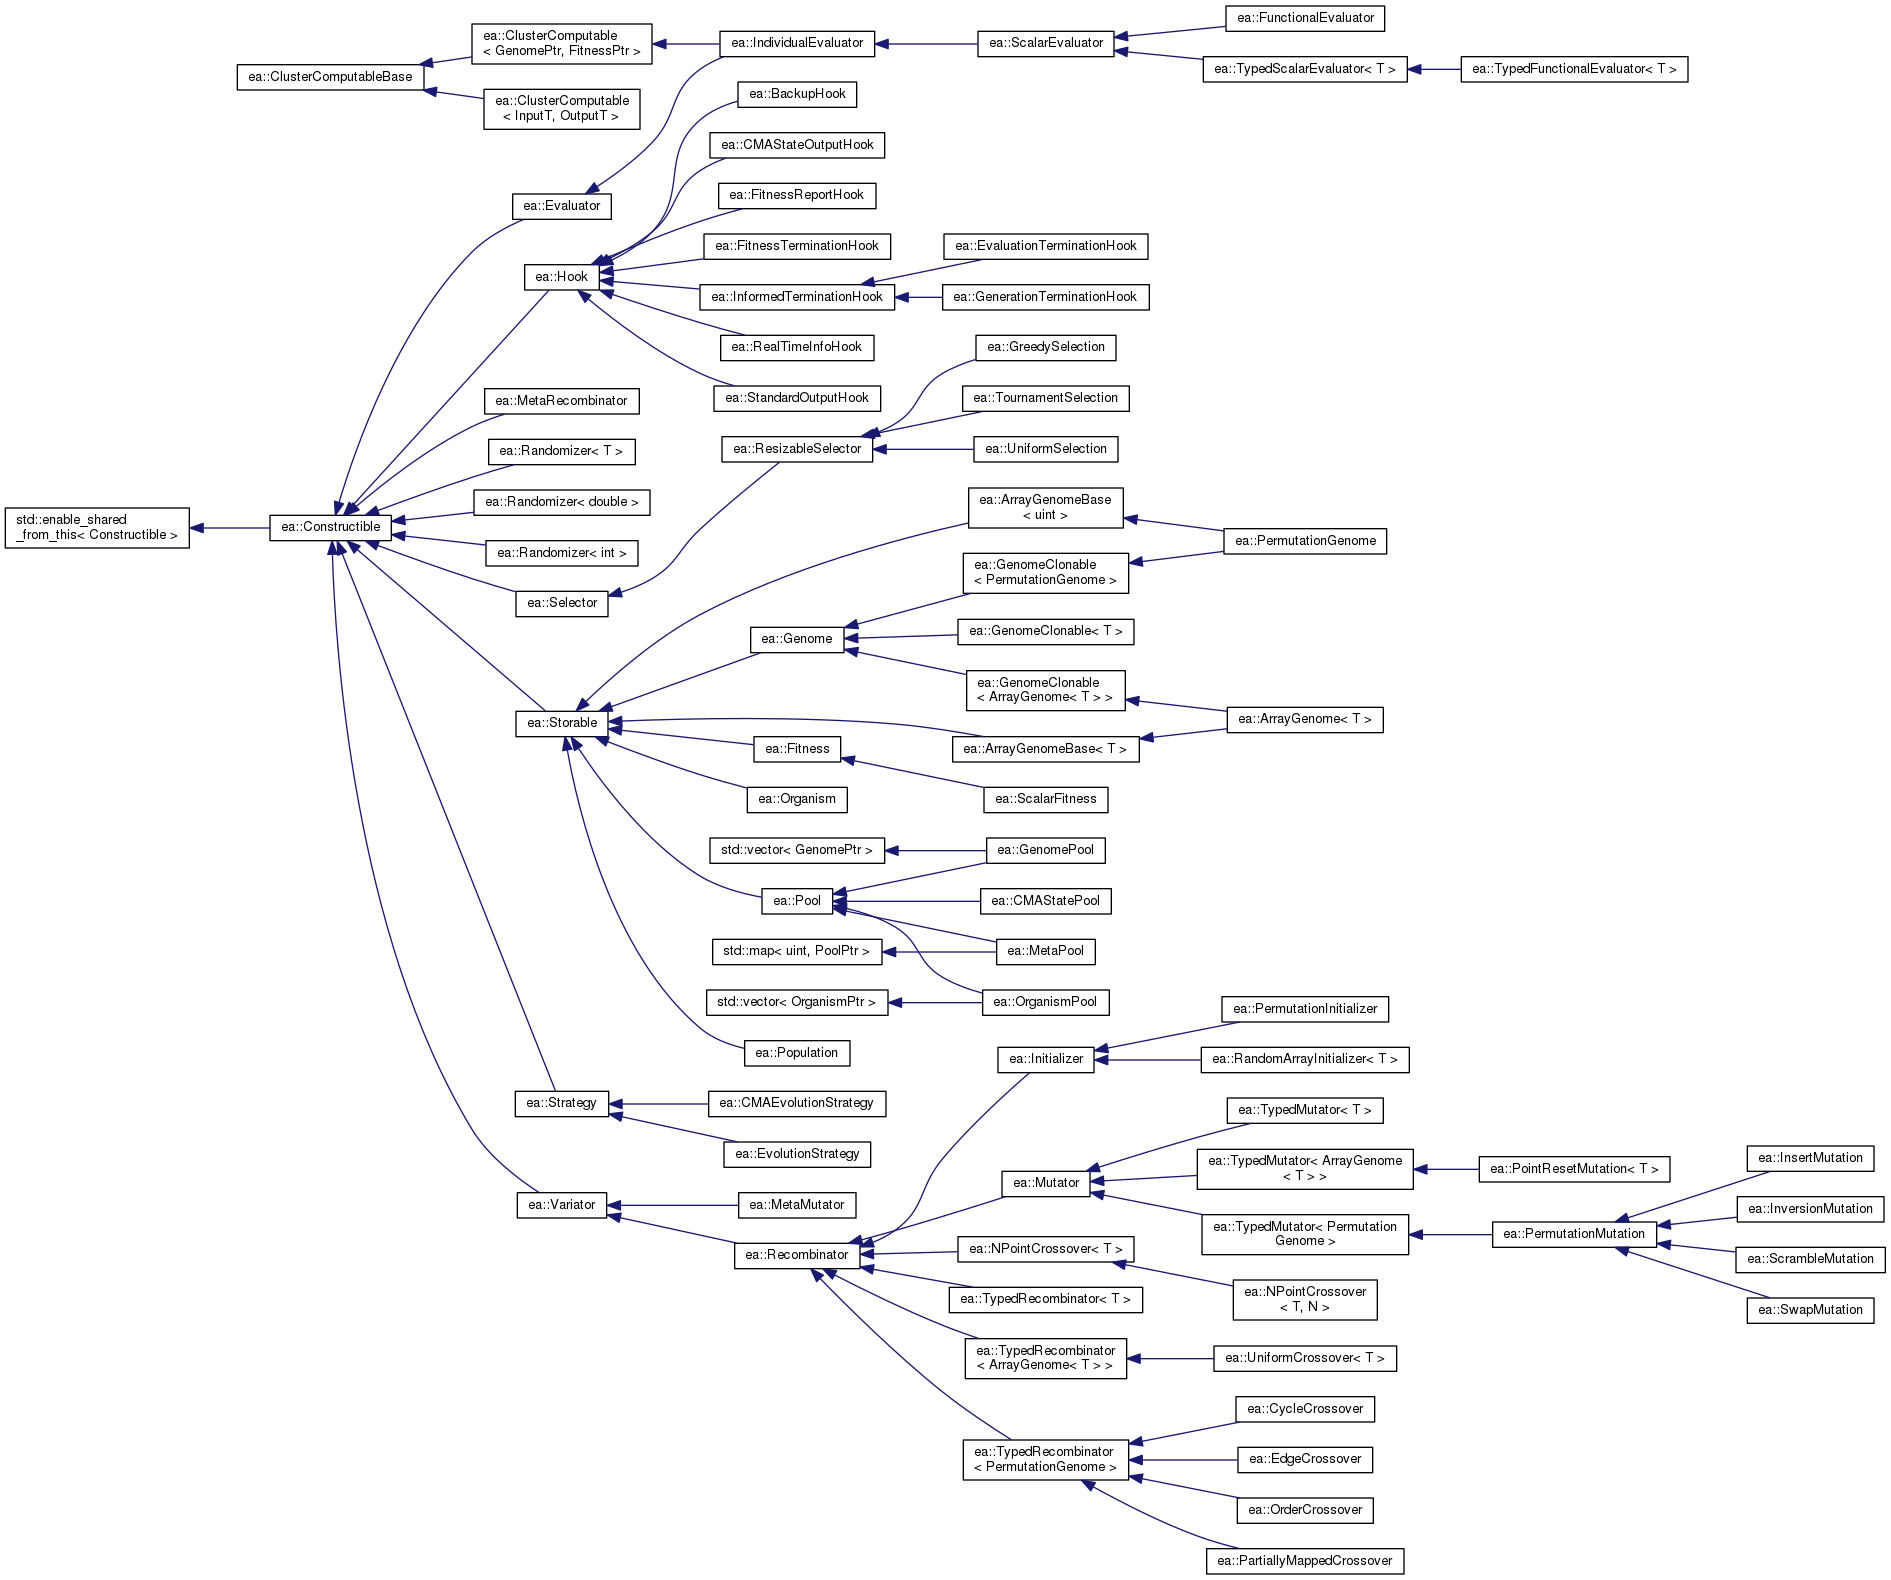 ea::FunctionalEvaluator
ea::ClusterComputable
< GenomePtr, FitnessPtr >
ea::IndividualEvaluator
ea::ScalarEvaluator
ea::ClusterComputableBase
ea::TypedScalarEvaluator< T >
ea::TypedFunctionalEvaluator< T >
ea::ClusterComputable
< InputT, OutputT >
ea::BackupHook
ea::CMAStateOutputHook
ea::FitnessReportHook
ea::Evaluator
ea::FitnessTerminationHook
ea::EvaluationTerminationHook
ea::Hook
ea::InformedTerminationHook
ea::GenerationTerminationHook
ea::RealTimeInfoHook
ea::GreedySelection
ea::MetaRecombinator
ea::StandardOutputHook
ea::TournamentSelection
ea::Randomizer< T >
ea::ResizableSelector
ea::UniformSelection
ea::Randomizer< double >
std::enable_shared
_from_this< Constructible >
ea::Constructible
ea::ArrayGenomeBase
< uint >
ea::PermutationGenome
ea::Randomizer< int >
ea::GenomeClonable
< PermutationGenome >
ea::Selector
ea::Genome
ea::GenomeClonable< T >
ea::GenomeClonable
< ArrayGenome< T > >
ea::Storable
ea::ArrayGenome< T >
ea::Fitness
ea::ArrayGenomeBase< T >
ea::Organism
ea::ScalarFitness
std::vector< GenomePtr >
ea::GenomePool
ea::Pool
ea::CMAStatePool
std::map< uint, PoolPtr >
ea::MetaPool
std::vector< OrganismPtr >
ea::OrganismPool
ea::PermutationInitializer
ea::Population
ea::Initializer
ea::RandomArrayInitializer< T >
ea::Strategy
ea::CMAEvolutionStrategy
ea::TypedMutator< T >
ea::EvolutionStrategy
ea::Mutator
ea::TypedMutator< ArrayGenome
< T > >
ea::PointResetMutation< T >
ea::InsertMutation
ea::Variator
ea::MetaMutator
ea::TypedMutator< Permutation
Genome >
ea::PermutationMutation
ea::InversionMutation
ea::Recombinator
ea::NPointCrossover< T >
ea::ScrambleMutation
ea::TypedRecombinator< T >
ea::NPointCrossover
< T, N >
ea::SwapMutation
ea::TypedRecombinator
< ArrayGenome< T > >
ea::UniformCrossover< T >
ea::CycleCrossover
ea::TypedRecombinator
< PermutationGenome >
ea::EdgeCrossover
ea::OrderCrossover
ea::PartiallyMappedCrossover